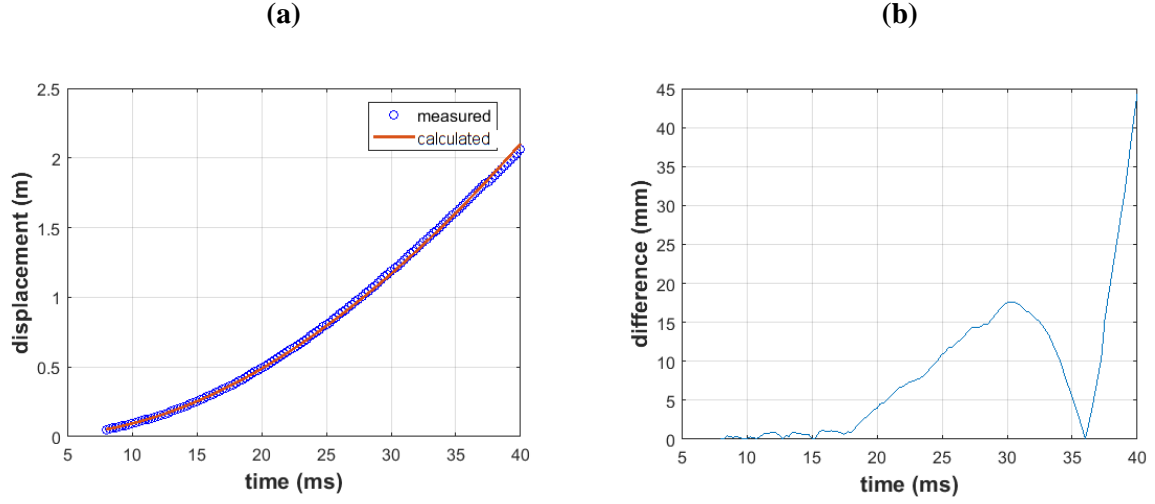 (a)
2.5
2
1.5
1
0.5
0
displacement (m)
measured
calculated
5 10 15 20 25 30 35 40
time (ms)
(b)
45
40
35
30
25
20
15
10
5
0
difference (mm)
5 10 15 20 25 30 35 40
time (ms)